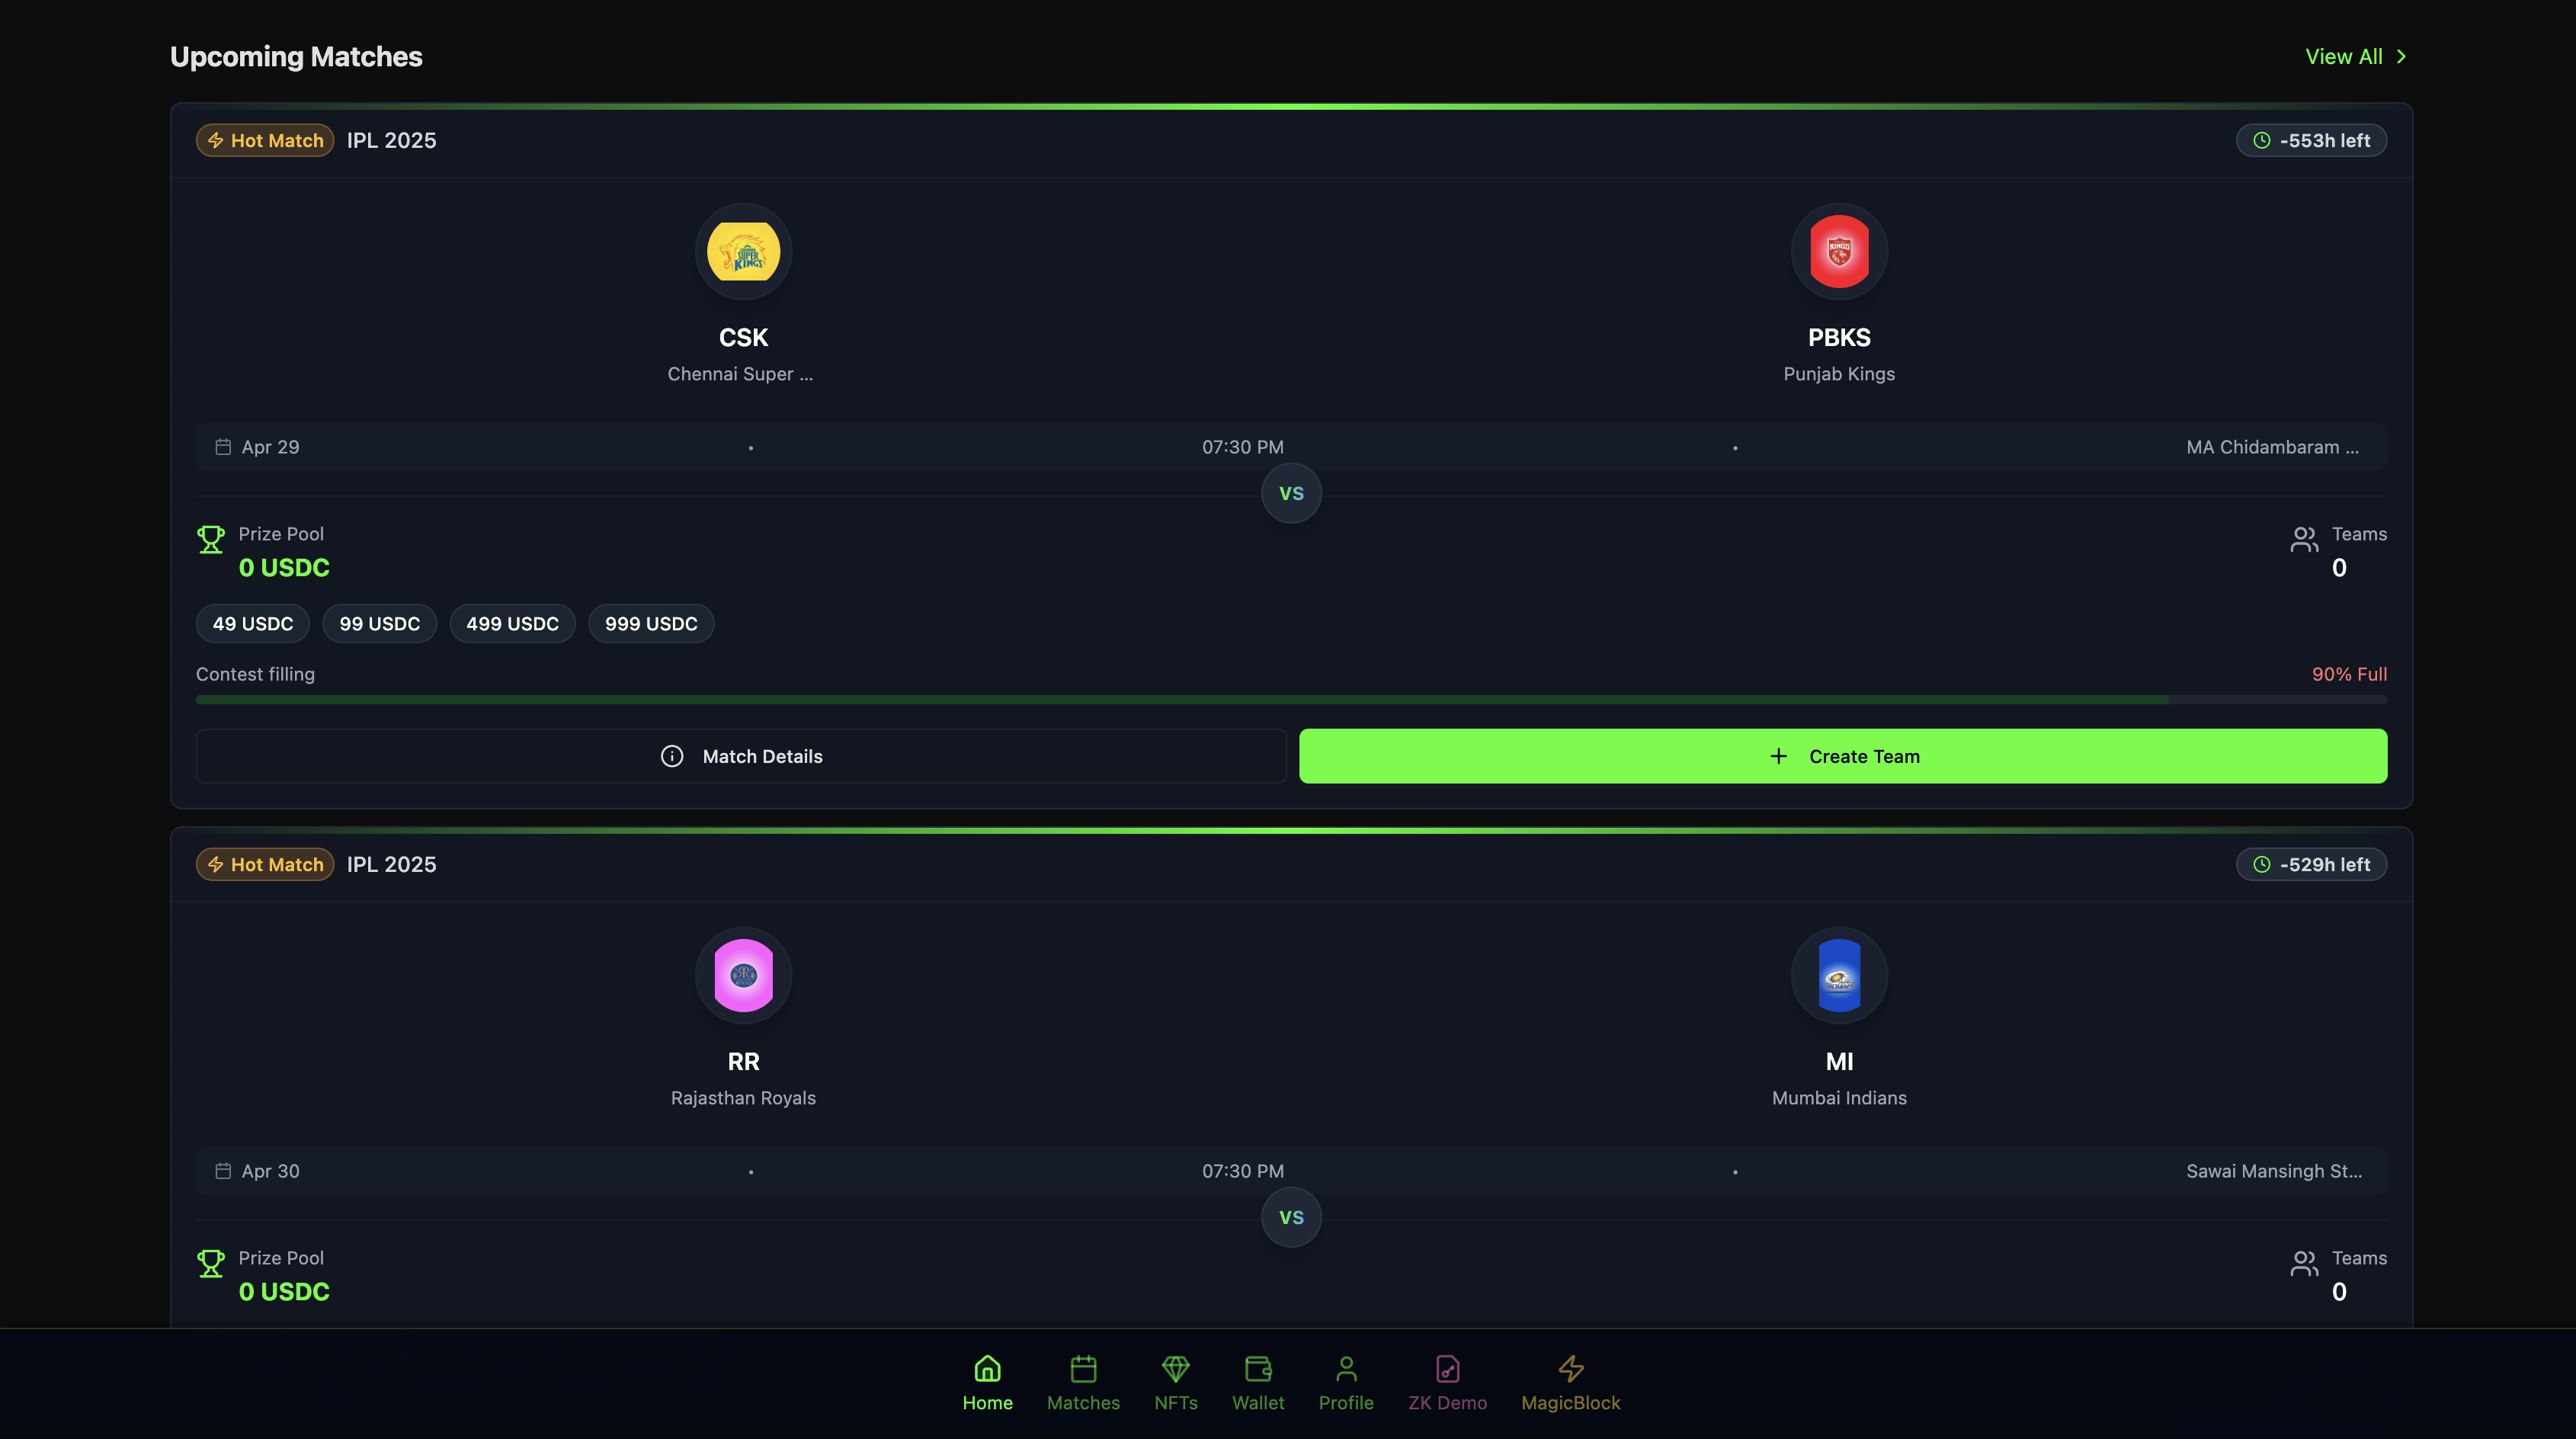 Upcoming Matches
View All
Hot Match IPL 2025
-553h left
SUPER
KINGS
KINGS
CSK
PBKS
Chennai Super ...
Punjab Kings
Apr 29 • 07:30 PM • MA Chidambaram ...
VS
Prize Pool
Teams
0 USDC
0
49 USDC 99 USDC 499 USDC 999 USDC
Contest filling
90% Full
Match Details
Create Team
Hot Match IPL 2025
-529h left
RR
MI
Rajasthan Royals
Mumbai Indians
Apr 30 • 07:30 PM • Sawai Mansingh St...
VS
Prize Pool
Teams
0 USDC
0
Home Matches NFTs Wallet Profile ZK Demo MagicBlock